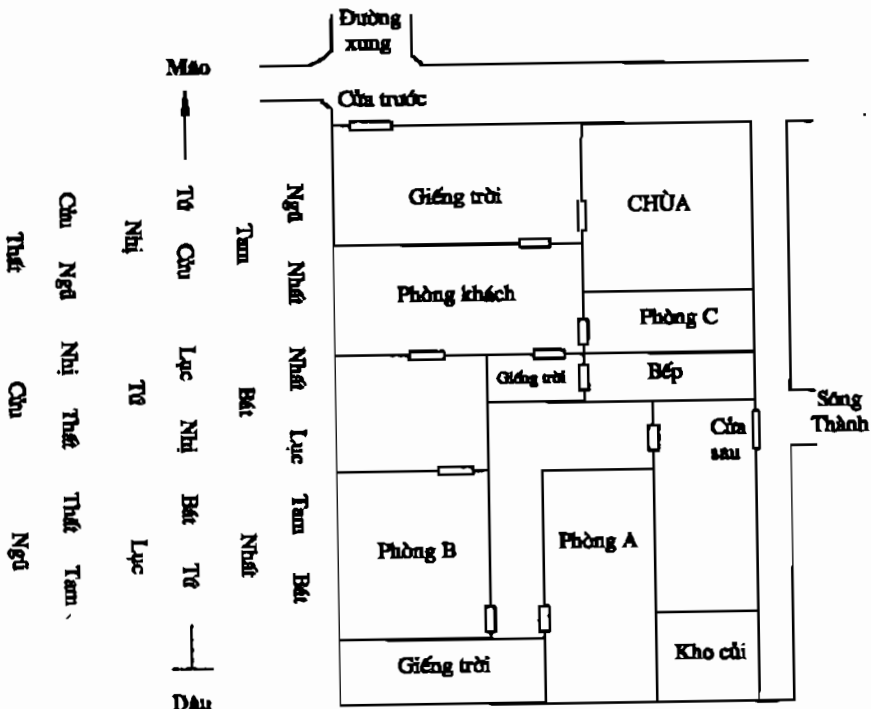 Đường
xung
Mão
Cửa trước
Ngũ Nhất Nhất Lục Tam Bát
Tam Bát Nhất
Tứ Cửu Lục Nhị Bát Tứ
Nhị Tứ Lục
Cửu Ngũ Nhị Thất Thất Tam
Thất Cửu Ngũ
Giếng trời
CHÙA
Phòng khách
Phòng C
Giếng trời
Bếp
Cửa
sau
Sông
Thành
Phòng B
Phòng A
Giếng trời
Kho củi
Dậu